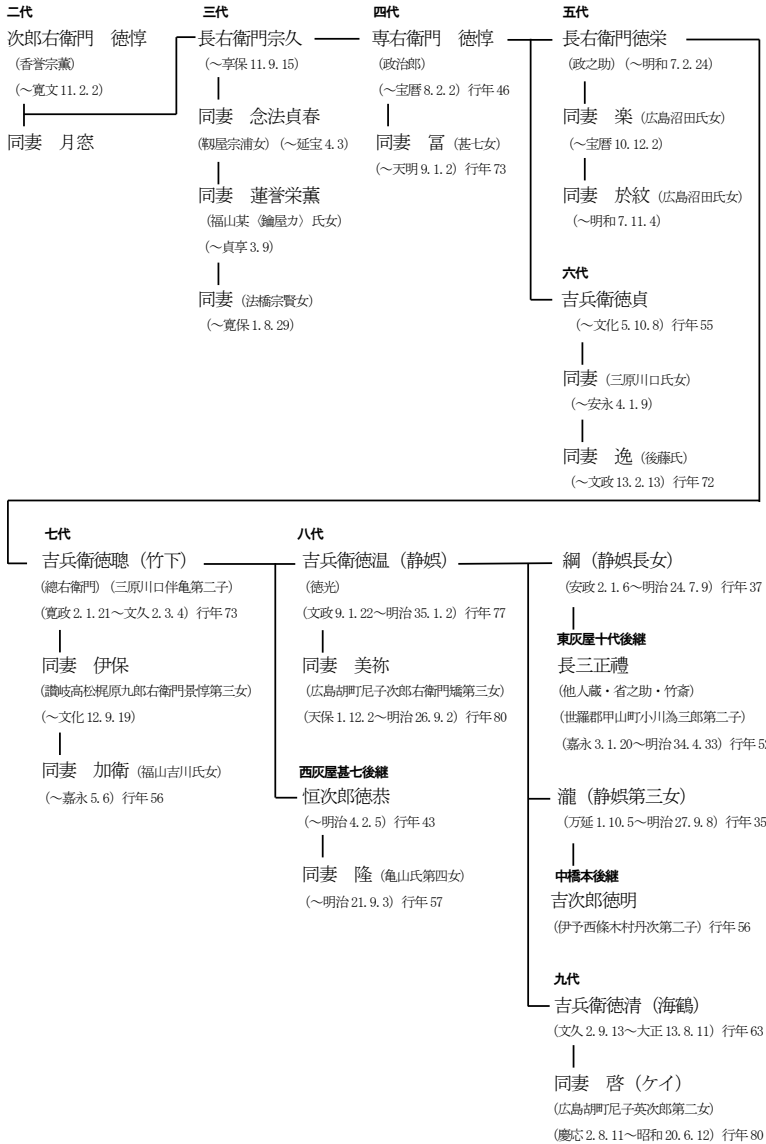 二代
次郎右衛門　徳惇
(香誉宗薫)
(～寛文11.2.2)
同妻　月窓
三代
長右衛門宗久
(～享保11.9.15)
同妻　念法貞春
(靱屋宗浦女)（～延宝4.3）
同妻　蓮誉栄薫
(福山某〈鑰屋カ〉氏女)
(～貞享3.9)
同妻 (法橋宗賢女)
(～寛保1.8.29)
四代
専右衛門　徳惇
(政治郎)
(～宝暦8.2.2) 行年46
同妻　冨 (甚七女)
(～天明9.1.2) 行年73
五代
長右衛門徳栄
(政之助)（～明和7.2.24）
同妻　楽 (広島沼田氏女)
(～宝暦10.12.2)
同妻　於紋 (広島沼田氏女)
(～明和7.11.4)
六代
吉兵衛徳貞
(～文化5.10.8) 行年55
同妻 (三原川口氏女)
(～安永4.1.9)
同妻　逸 (後藤氏)
(～文政13.2.13) 行年72
七代
吉兵衛徳聰（竹下）
(總右衛門)（三原川口伴亀第二子）
(寛政2.1.21～文久2.3.4) 行年73
同妻　伊保
(讃岐高松梶原九郎右衛門景惇第三女)
(～文化12.9.19)
同妻　加衛 (福山吉川氏女)
(～嘉永5.6) 行年56
八代
吉兵衛徳温（静娯）
(徳光)
(文政9.1.22～明治35.1.2) 行年77
同妻　美祢
(広島胡町尼子次郎右衛門矯第三女)
(天保1.12.2～明治26.9.2) 行年80
西灰屋甚七後継
恒次郎徳恭
(～明治4.2.5) 行年43
同妻　隆 (亀山氏第四女)
(～明治21.9.3) 行年57
綱（静娯長女）
(安政2.1.6～明治24.7.9) 行年37
東灰屋十代後継
長三正禮
(他人蔵・省之助・竹斎)
(世羅郡甲山町小川為三郎第二子)
(嘉永3.1.20～明治34.4.33) 行年52
瀧（静娯第三女）
(万延1.10.5～明治27.9.8) 行年35
中橋本後継
吉次郎徳明
(伊予西條木村丹次第二子) 行年56
九代
吉兵衛徳清（海鶴）
(文久2.9.13～大正13.8.11) 行年63
同妻　啓（ケイ）
(広島胡町尼子英次郎第二女)
(慶応2.8.11～昭和20.6.12) 行年80